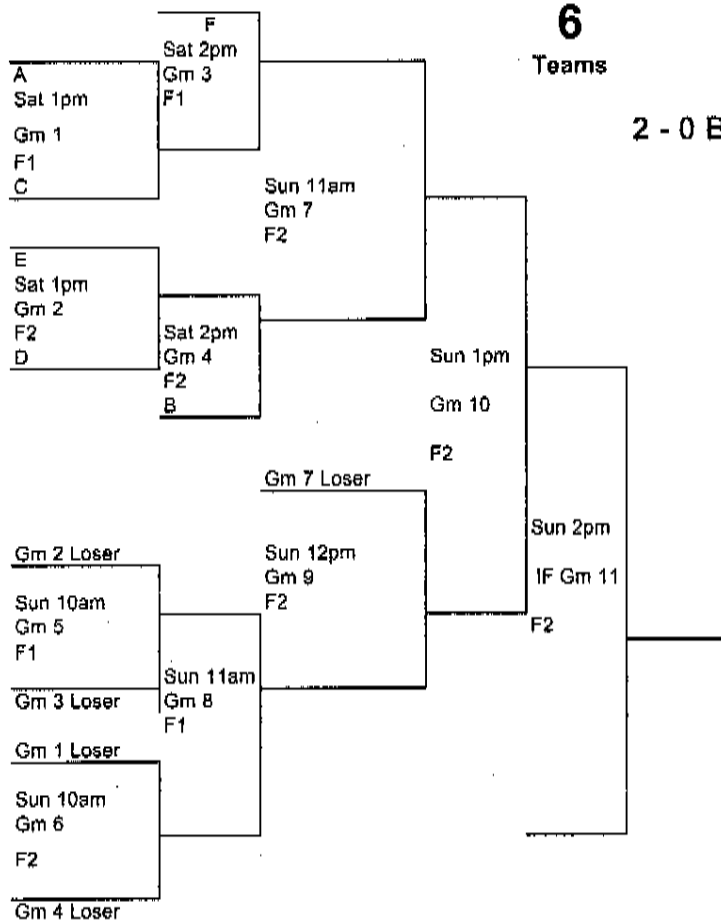 6
Teams
2 - 0 B
F
Sat 2pm
Gm 3
F1
A
Sat 1pm
Gm 1
F1
C
Sun 11am
Gm 7
F2
E
Sat 1pm
Gm 2
F2
D
Sat 2pm
Gm 4
F2
B
Sun 1pm
Gm 10
F2
Gm 7 Loser
Sun 12pm
Gm 9
F2
Sun 2pm
IF Gm 11
F2
Gm 2 Loser
Sun 10am
Gm 5
F1
Gm 3 Loser
Sun 11am
Gm 8
F1
Gm 1 Loser
Sun 10am
Gm 6
F2
Gm 4 Loser